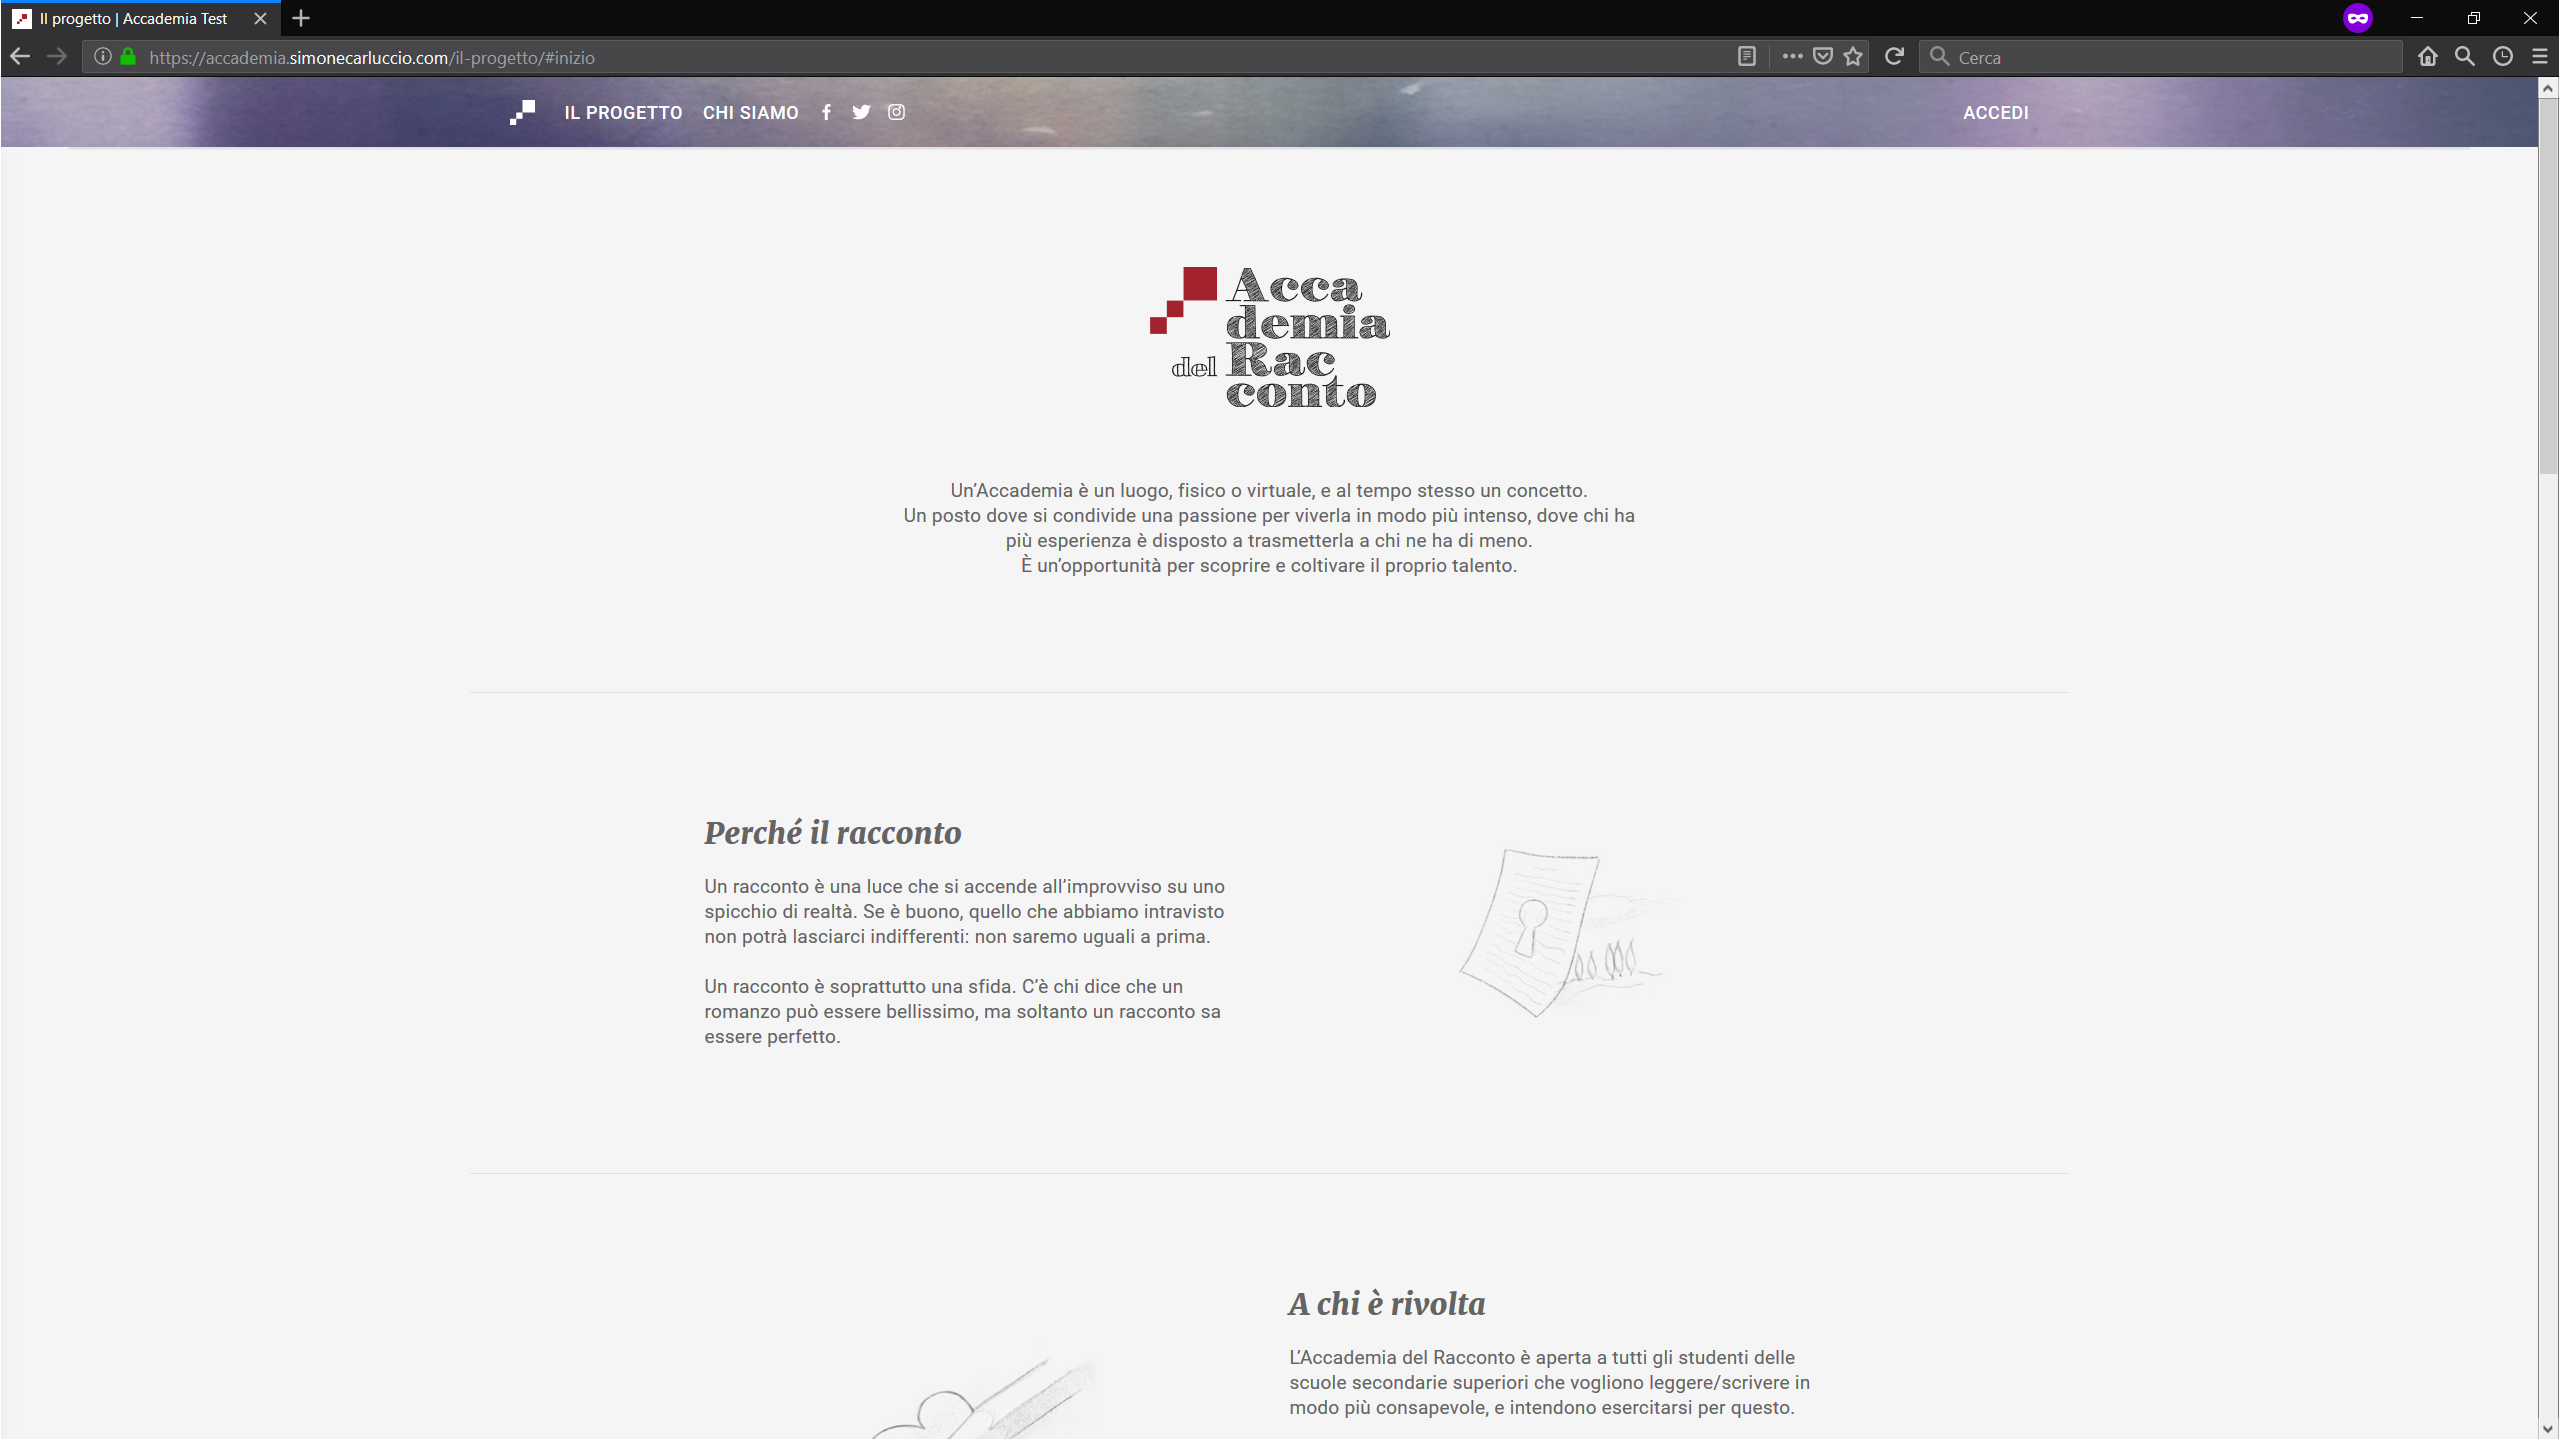 Il progetto | Accademia Test
https://accademia.simonecarluccio.com/il-progetto/#inizio
Cerca
IL PROGETTO CHI SIAMO
ACCEDI
Acca
demia
del Rac
conto
Un’Accademia è un luogo, fisico o virtuale, e al tempo stesso un concetto.
Un posto dove si condivide una passione per viverla in modo più intenso, dove chi ha
più esperienza è disposto a trasmetterla a chi ne ha di meno.
È un’opportunità per scoprire e coltivare il proprio talento.
Perché il racconto
Un racconto è una luce che si accende all’improvviso su uno
spicchio di realtà. Se è buono, quello che abbiamo intravisto
non potrà lasciarci indifferenti: non saremo uguali a prima.
Un racconto è soprattutto una sfida. C’è chi dice che un
romanzo può essere bellissimo, ma soltanto un racconto sa
essere perfetto.
A chi è rivolta
L’Accademia del Racconto è aperta a tutti gli studenti delle
scuole secondarie superiori che vogliono leggere/scrivere in
modo più consapevole, e intendono esercitarsi per questo.